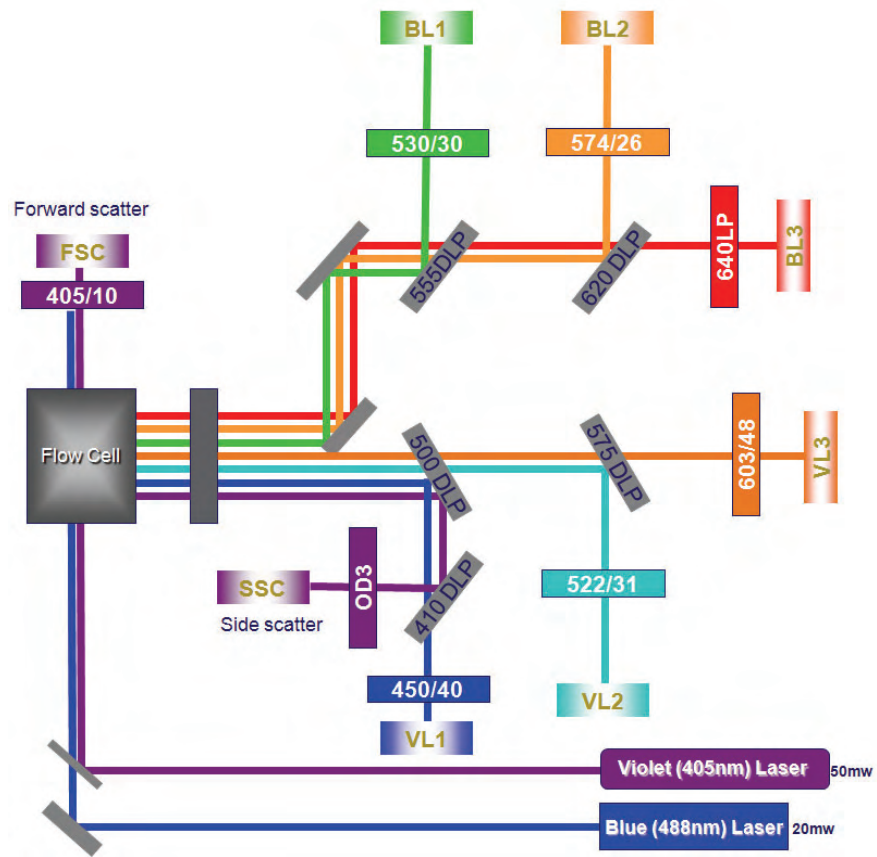 BL1
BL2
530/30
574/26
Forward scatter
FSC
405/10
555DLP
620 DLP
640LP
BL3
Flow Cell
500 DLP
575 DLP
603/48
VL3
SSC
Side scatter
OD3
410 DLP
522/31
450/40
VL2
VL1
Violet (405nm) Laser
50mw
Blue (488nm) Laser
20mw